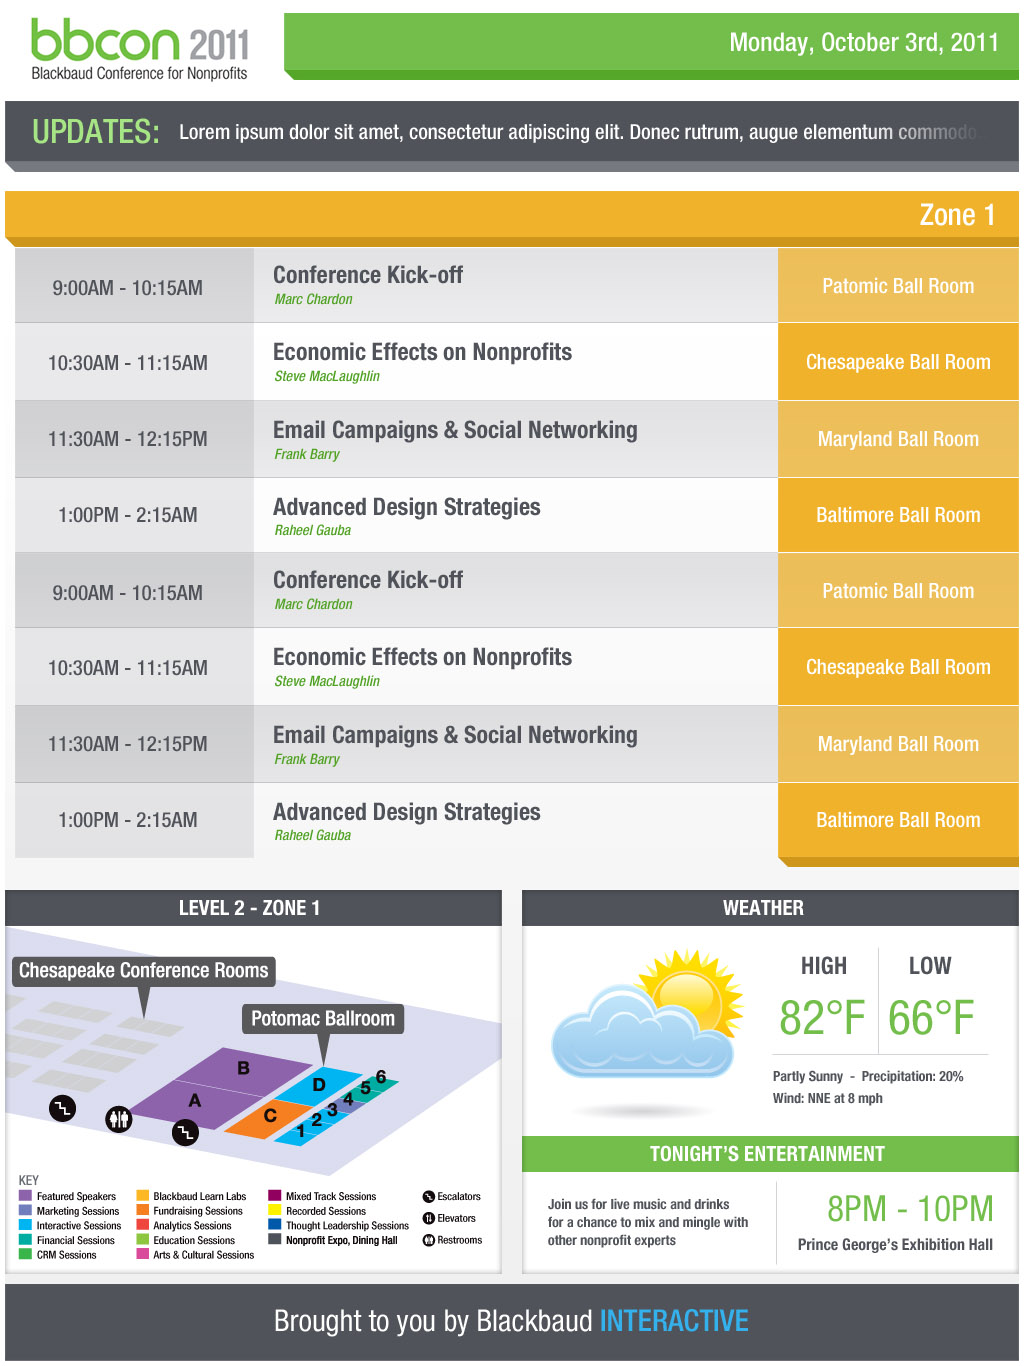 bbcon 2011
Blackbaud Conference for Nonprofits
Monday, October 3rd, 2011
UPDATES: Lorem ipsum dolor sit amet, consectetur adipiscing elit. Donec rutrum, augue elementum commodo.
Zone 1
9:00AM - 10:15AM
Conference Kick-off
Marc Chardon
Patomic Ball Room
10:30AM - 11:15AM
Economic Effects on Nonprofits
Steve MacLaughlin
Chesapeake Ball Room
11:30AM - 12:15PM
Email Campaigns & Social Networking
Frank Barry
Maryland Ball Room
1:00PM - 2:15AM
Advanced Design Strategies
Raheel Gauba
Baltimore Ball Room
9:00AM - 10:15AM
Conference Kick-off
Marc Chardon
Patomic Ball Room
10:30AM - 11:15AM
Economic Effects on Nonprofits
Steve MacLaughlin
Chesapeake Ball Room
11:30AM - 12:15PM
Email Campaigns & Social Networking
Frank Barry
Maryland Ball Room
1:00PM - 2:15AM
Advanced Design Strategies
Raheel Gauba
Baltimore Ball Room
LEVEL 2 - ZONE 1
Chesapeake Conference Rooms
Potomac Ballroom
B
A
C
D
1
2
3
4
5
6
KEY
Featured Speakers
Marketing Sessions
Interactive Sessions
Financial Sessions
CRM Sessions
Blackbaud Learn Labs
Fundraising Sessions
Analytics Sessions
Education Sessions
Arts & Cultural Sessions
Mixed Track Sessions
Recorded Sessions
Thought Leadership Sessions
Nonprofit Expo, Dining Hall
Escalators
Elevators
Restrooms
WEATHER
HIGH
82°F
LOW
66°F
Partly Sunny - Precipitation: 20%
Wind: NNE at 8 mph
TONIGHT'S ENTERTAINMENT
Join us for live music and drinks
for a chance to mix and mingle with
other nonprofit experts
8PM - 10PM
Prince George's Exhibition Hall
Brought to you by Blackbaud INTERACTIVE